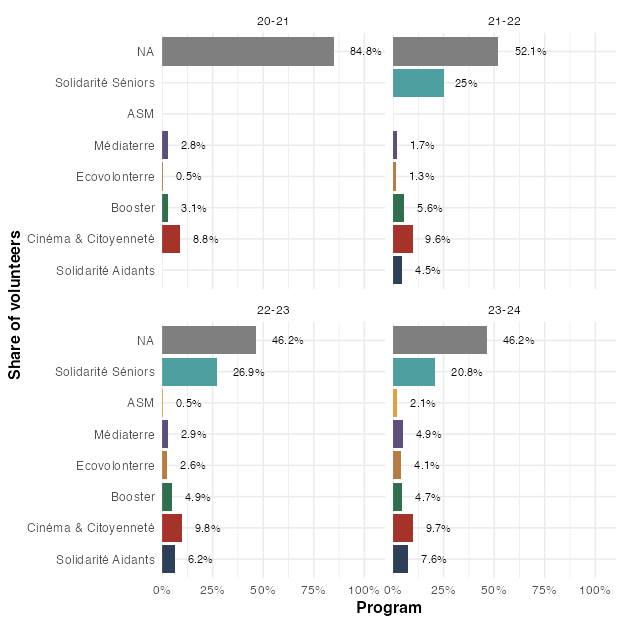 20-21
21-22
NA
84.8%
52.1%
Solidarité Séniors
25%
ASM
Médiaterre
2.8%
1.7%
Ecovolonterre
0.5%
1.3%
Booster
3.1%
5.6%
Cinéma & Citoyenneté
8.8%
9.6%
Solidarité Aidants
4.5%
Share of volunteers
22-23
23-24
NA
46.2%
46.2%
Solidarité Séniors
26.9%
20.8%
ASM
0.5%
2.1%
Médiaterre
2.9%
4.9%
Ecovolonterre
2.6%
4.1%
Booster
4.9%
4.7%
Cinéma & Citoyenneté
9.8%
9.7%
Solidarité Aidants
6.2%
7.6%
0% 25% 50% 75% 100% 0% 25% 50% 75% 100%
Program